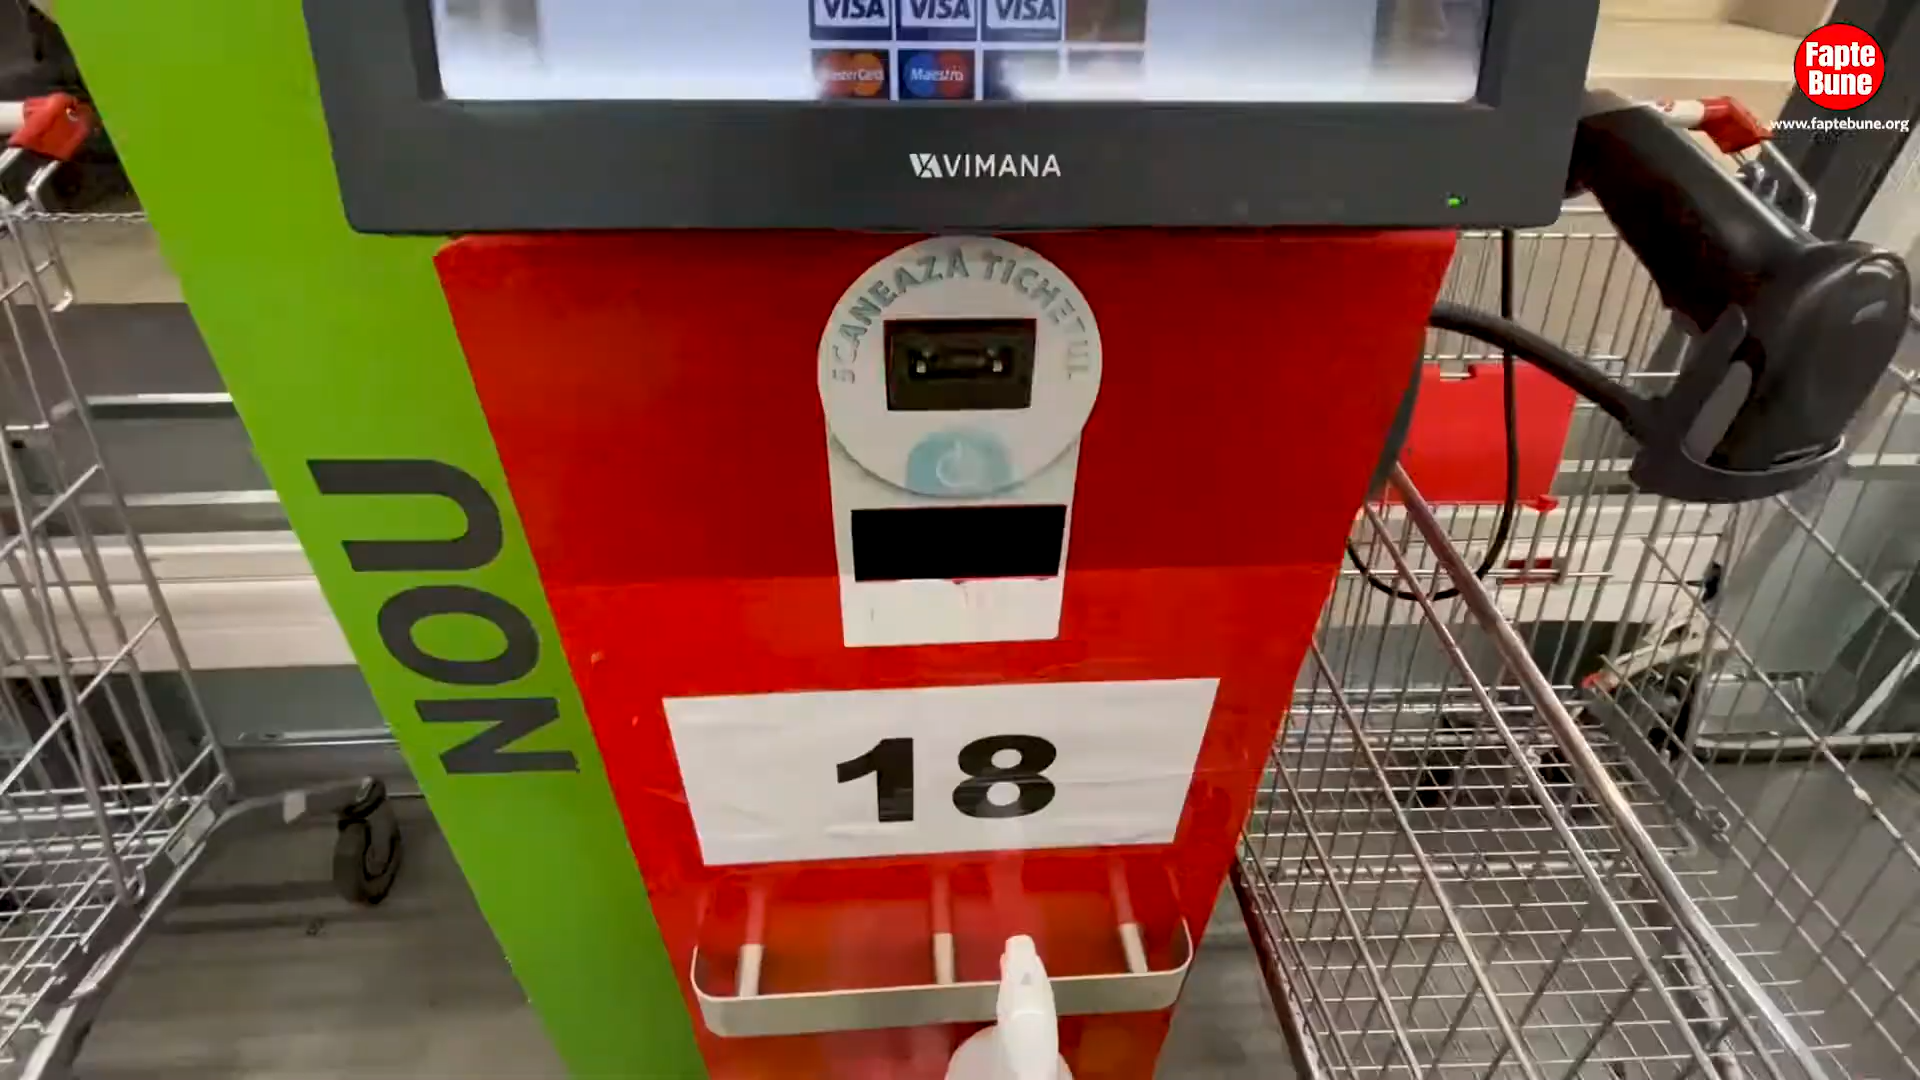 VISA VISA VISA
MasterCard Maestro
VIMANA
SCANEAZĂ TICHETUL
NOU
18
Fapte
Bune
www.faptebune.org